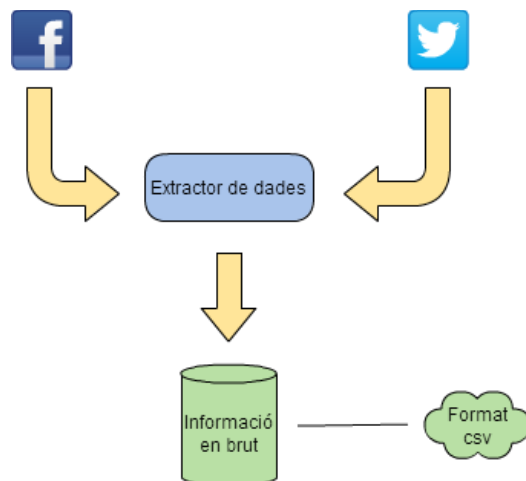 f
Extractor de dades
Informació
en brut
Format
csv